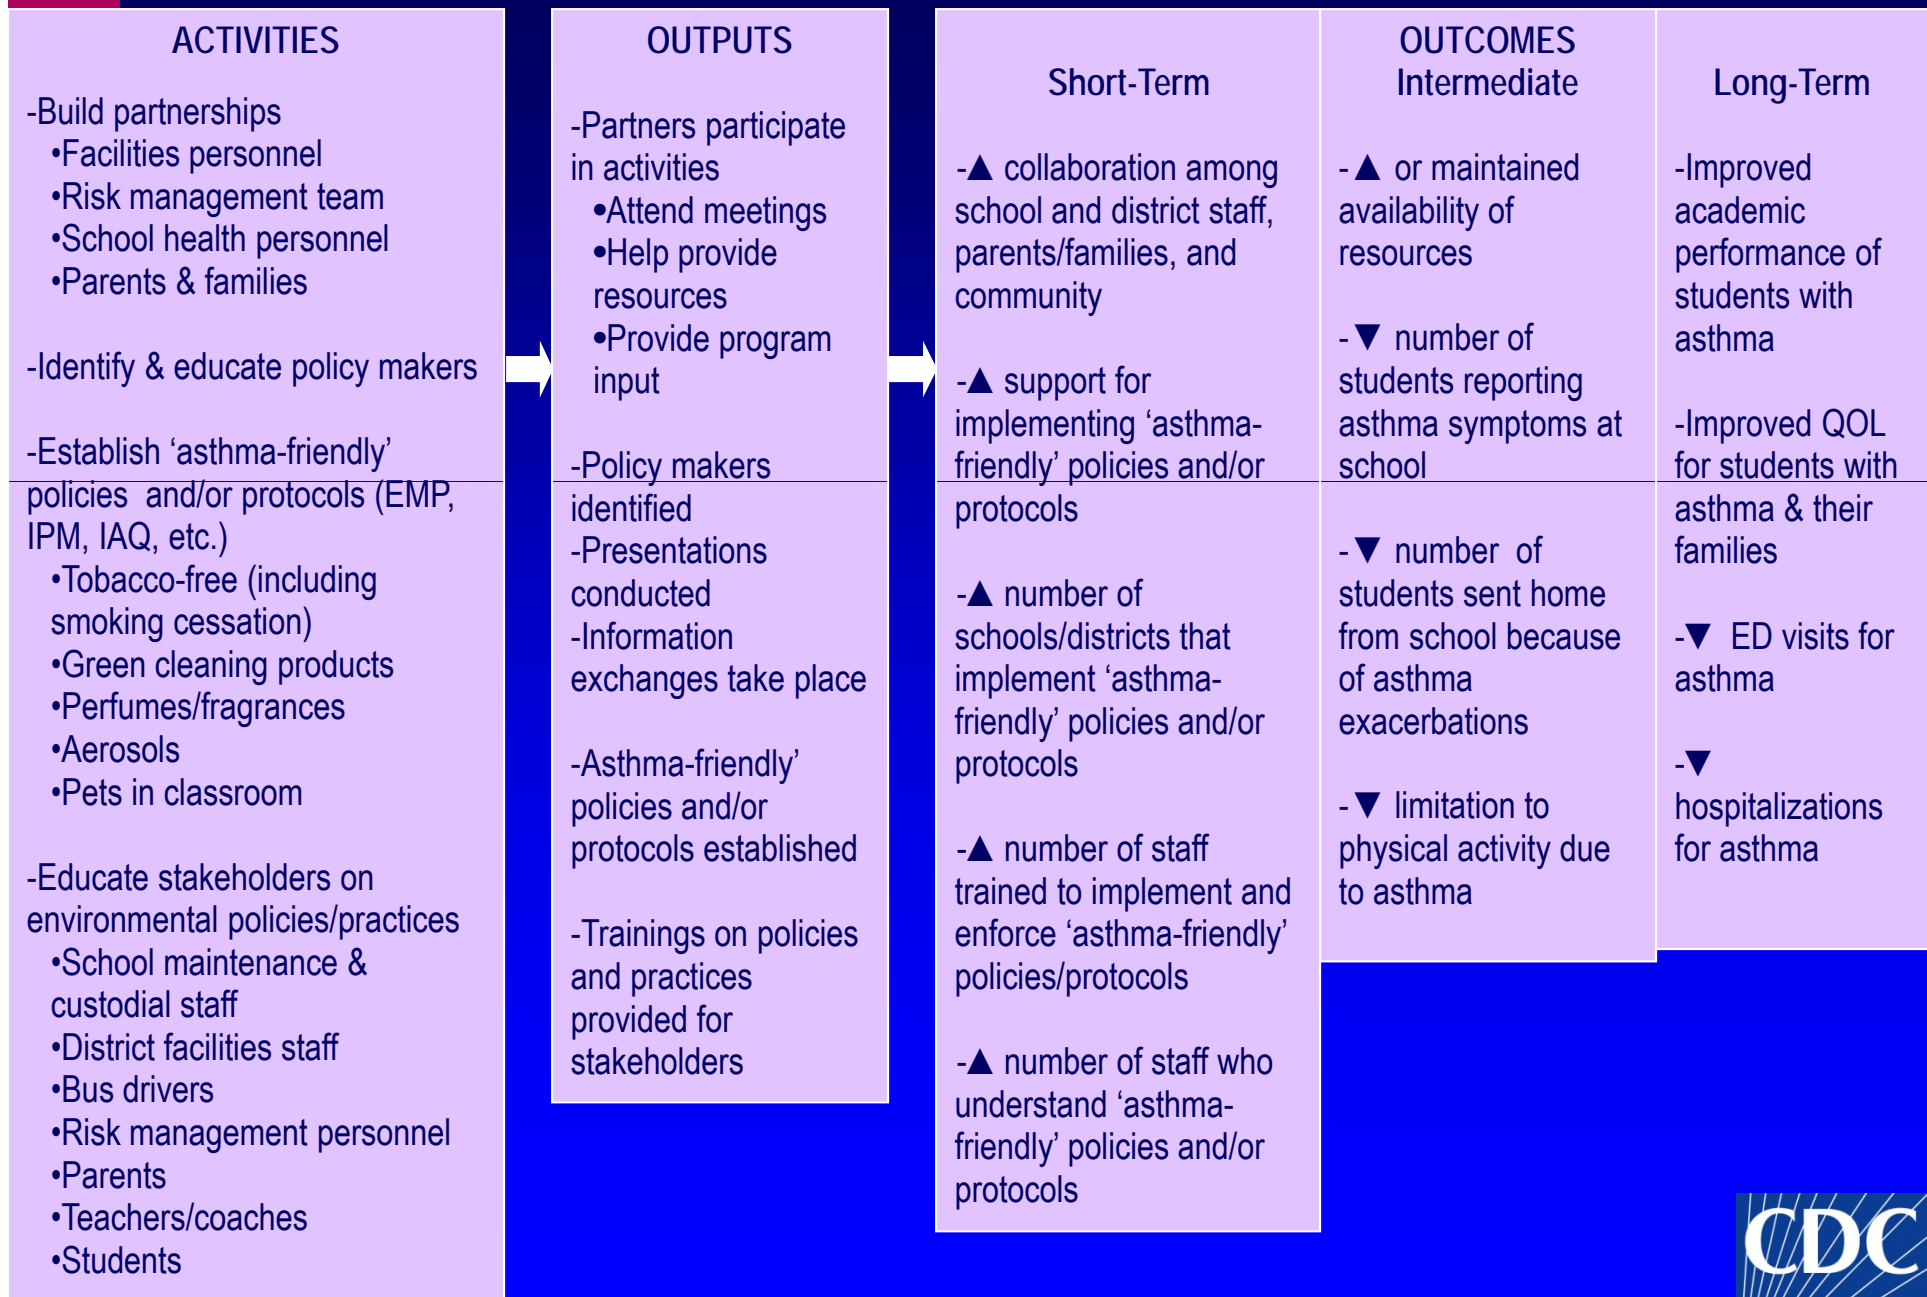 ACTIVITIES
-Build partnerships
•Facilities personnel
•Risk management team
•School health personnel
•Parents & families
-Identify & educate policy makers
-Establish ‘asthma-friendly’
policies  and/or protocols (EMP,
IPM, IAQ, etc.)
•Tobacco-free (including
smoking cessation)
•Green cleaning products
•Perfumes/fragrances
•Aerosols
•Pets in classroom
-Educate stakeholders on
environmental policies/practices
•School maintenance &
custodial staff
•District facilities staff
•Bus drivers
•Risk management personnel
•Parents
•Teachers/coaches
•Students
OUTPUTS
-Partners participate
in activities
•Attend meetings
•Help provide
resources
•Provide program
input
-Policy makers
identified
-Presentations
conducted
-Information
exchanges take place
-Asthma-friendly’
policies and/or
protocols established
-Trainings on policies
and practices
provided for
stakeholders
OUTCOMES
Short-Term
-▲ collaboration among
school and district staff,
parents/families, and
community
-▲ support for
implementing ‘asthma-
friendly’ policies and/or
protocols
-▲ number of
schools/districts that
implement ‘asthma-
friendly’ policies and/or
protocols
-▲ number of staff
trained to implement and
enforce ‘asthma-friendly’
policies/protocols
-▲ number of staff who
understand ‘asthma-
friendly’ policies and/or
protocols
Intermediate
-▲ or maintained
availability of
resources
-▼ number of
students reporting
asthma symptoms at
school
-▼ number  of
students sent home
from school because
of asthma
exacerbations
-▼ limitation to
physical activity due
to asthma
Long-Term
-Improved
academic
performance of
students with
asthma
-Improved QOL
for students with
asthma & their
families
-▼  ED visits for
asthma
-▼
hospitalizations
for asthma
CDC